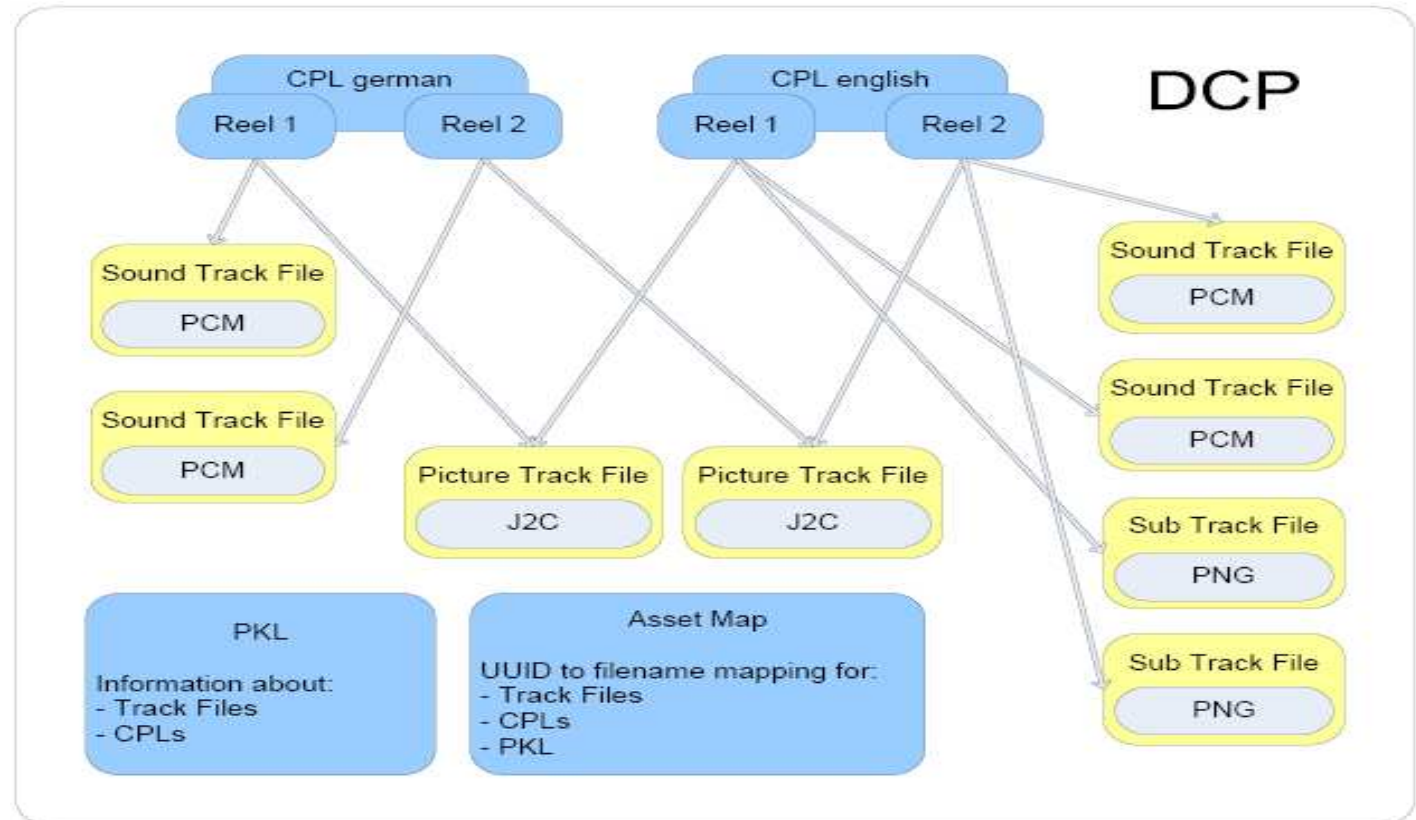 DCP
CPL german
Reel 1
Reel 2
CPL english
Reel 1
Reel 2
Sound Track File
PCM
Sound Track File
PCM
Picture Track File
J2C
Picture Track File
J2C
Sound Track File
PCM
Sound Track File
PCM
Sub Track File
PNG
Sub Track File
PNG
PKL
Information about:
- Track Files
- CPLs
Asset Map
UUID to filename mapping for:
- Track Files
- CPLs
- PKL